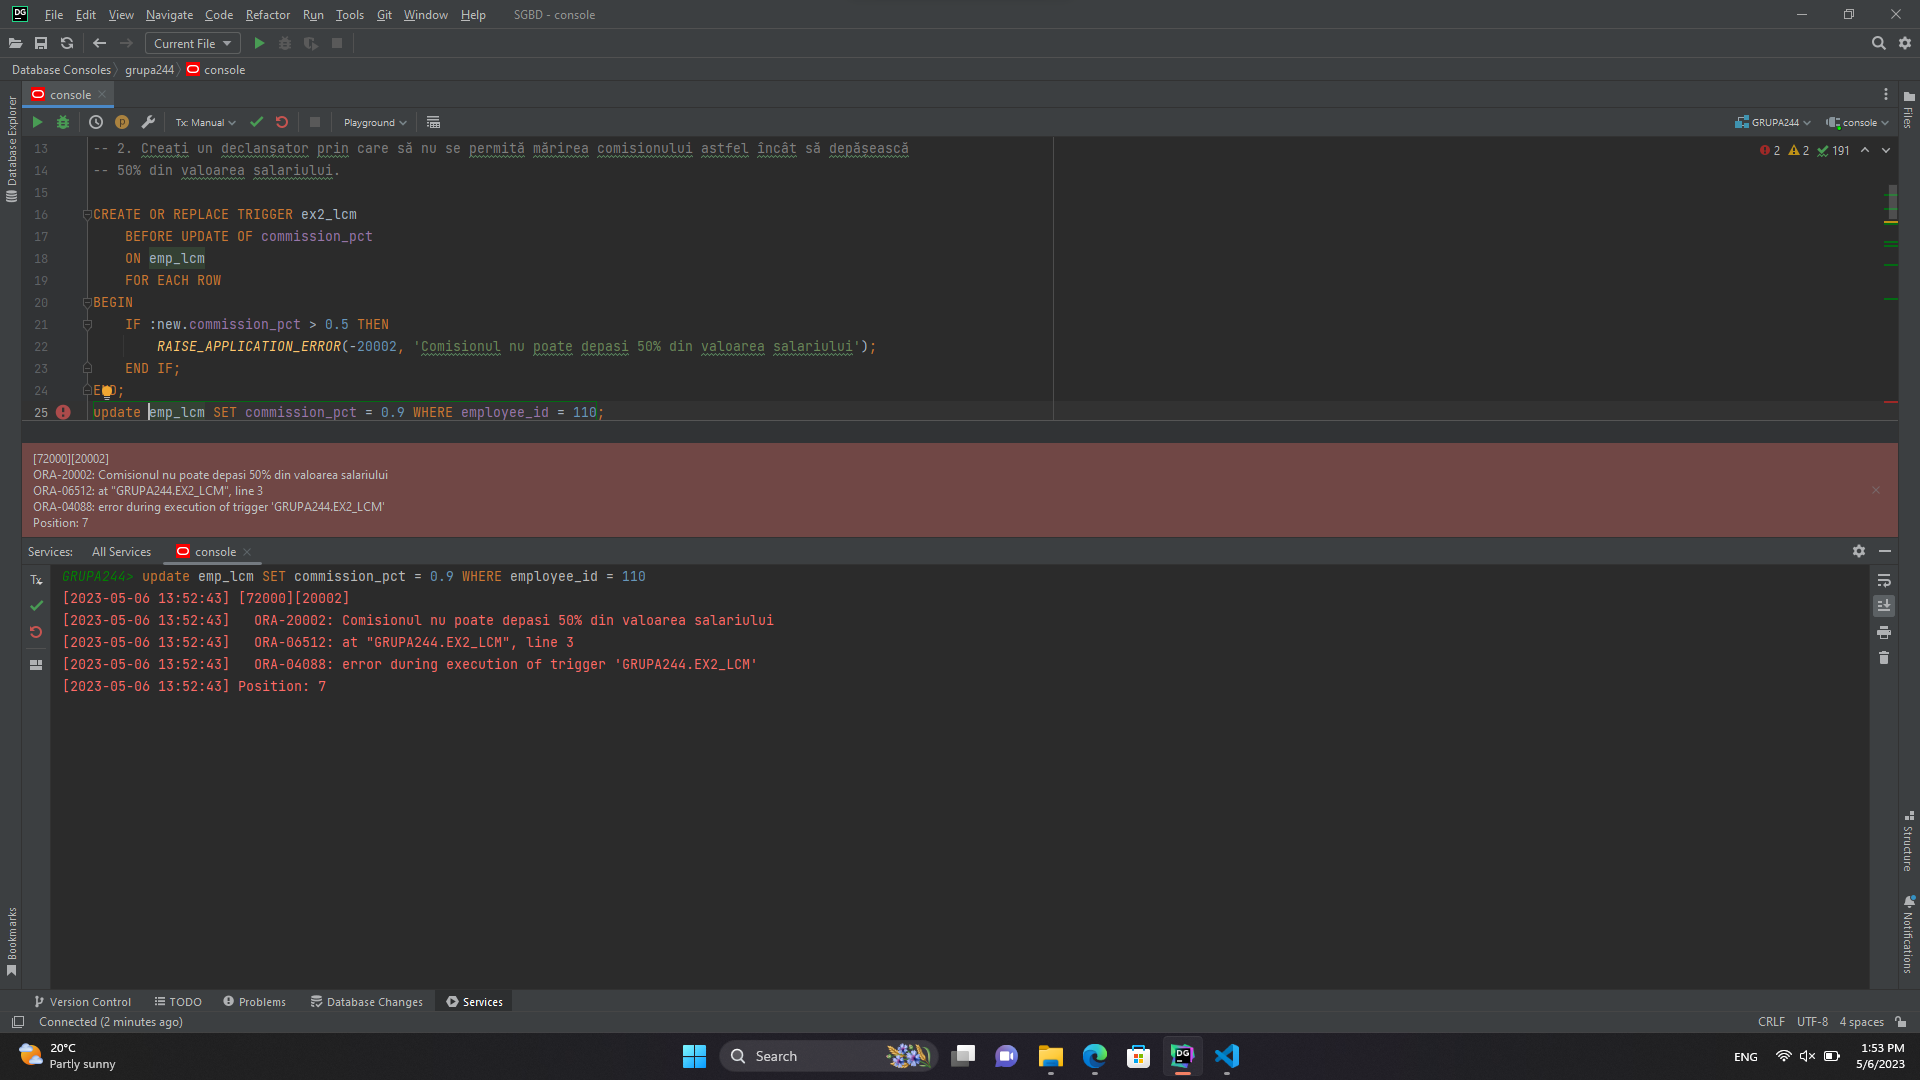 DG File Edit View Navigate Code Refactor Run Tools Git Window Help SGBD - console
Current File
Database Consoles grupa244 console
console
Tx: Manual Playground GRUPA244 console
Database Explorer
Files
2 2 191
13 -- 2. Creați un declanșator prin care să nu se permită mărirea comisionului astfel încât să depășească
14 -- 50% din valoarea salariului.
15
16 CREATE OR REPLACE TRIGGER ex2_lcm
17 BEFORE UPDATE OF commission_pct
18 ON emp_lcm
19 FOR EACH ROW
20 BEGIN
21 IF :new.commission_pct > 0.5 THEN
22 RAISE_APPLICATION_ERROR(-20002, 'Comisionul nu poate depasi 50% din valoarea salariului');
23 END IF;
24 END;
25 update emp_lcm SET commission_pct = 0.9 WHERE employee_id = 110;
[72000][20002]
ORA-20002: Comisionul nu poate depasi 50% din valoarea salariului
ORA-06512: at "GRUPA244.EX2_LCM", line 3
ORA-04088: error during execution of trigger 'GRUPA244.EX2_LCM'
Position: 7
Services: All Services console
Tx
GRUPA244> update emp_lcm SET commission_pct = 0.9 WHERE employee_id = 110
[2023-05-06 13:52:43] [72000][20002]
[2023-05-06 13:52:43] ORA-20002: Comisionul nu poate depasi 50% din valoarea salariului
[2023-05-06 13:52:43] ORA-06512: at "GRUPA244.EX2_LCM", line 3
[2023-05-06 13:52:43] ORA-04088: error during execution of trigger 'GRUPA244.EX2_LCM'
[2023-05-06 13:52:43] Position: 7
Structure
Bookmarks
Notifications
Version Control TODO Problems Database Changes Services
Connected (2 minutes ago) CRLF UTF-8 4 spaces
20°C
Partly sunny
Search
DG
ENG
1:53 PM
5/6/2023